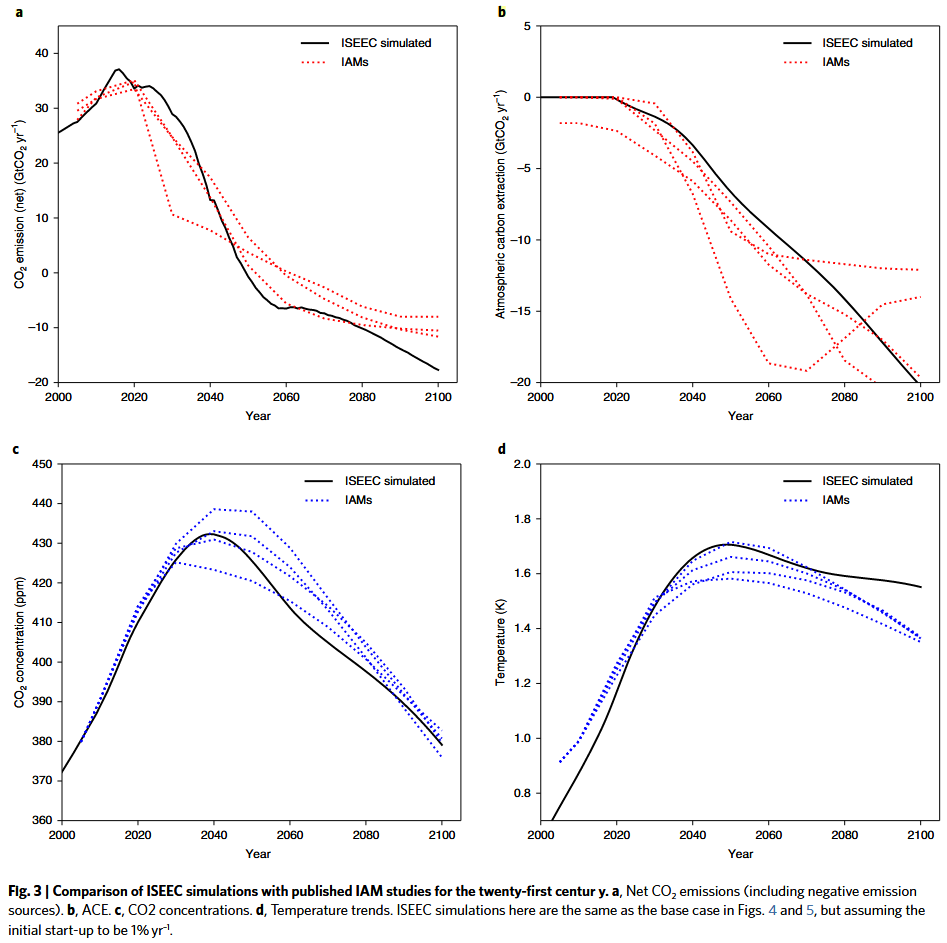 a
CO2 emission (net) (GtCO2 yr–1)
40
30
20
10
0
–10
–20
2000
2020
2040
2060
2080
2100
Year
ISEEC simulated
IAMs
b
Atmospheric carbon extraction (GtCO2 yr–1)
5
0
–5
–10
–15
–20
2000
2020
2040
2060
2080
2100
Year
ISEEC simulated
IAMs
c
CO2 concentration (ppm)
450
440
430
420
410
400
390
380
370
360
2000
2020
2040
2060
2080
2100
Year
ISEEC simulated
IAMs
d
Temperature (K)
2.0
1.8
1.6
1.4
1.2
1.0
0.8
2000
2020
2040
2060
2080
2100
Year
ISEEC simulated
IAMs
FIg. 3 | Comparison of ISEEC simulations with published IAM studies for the twenty-first centur y. a, Net CO2 emissions (including negative emission
sources). b, ACE. c, CO2 concentrations. d, Temperature trends. ISEEC simulations here are the same as the base case in Figs. 4 and 5, but assuming the
initial start-up to be 1% yr–1.